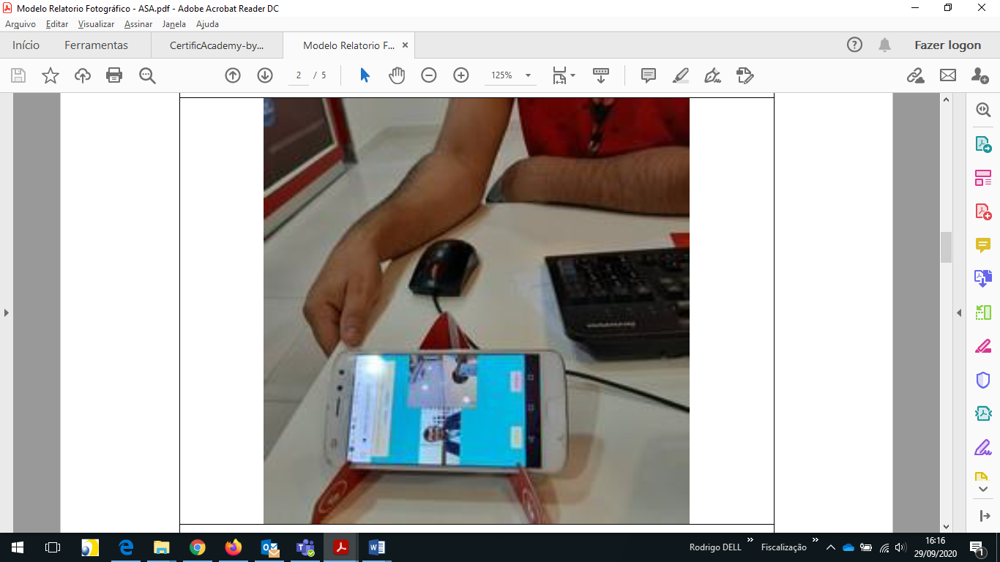 Modelo Relatorio Fotográfico - ASA.pdf - Adobe Acrobat Reader DC
Arquivo Editar Visualizar Assinar Janela Ajuda
Início Ferramentas CertificAcademy-by... Modelo Relatorio F... × Fazer logon
2 / 5 125%
Rodrigo DELL » Fiscalização » 16:16
29/09/2020 1